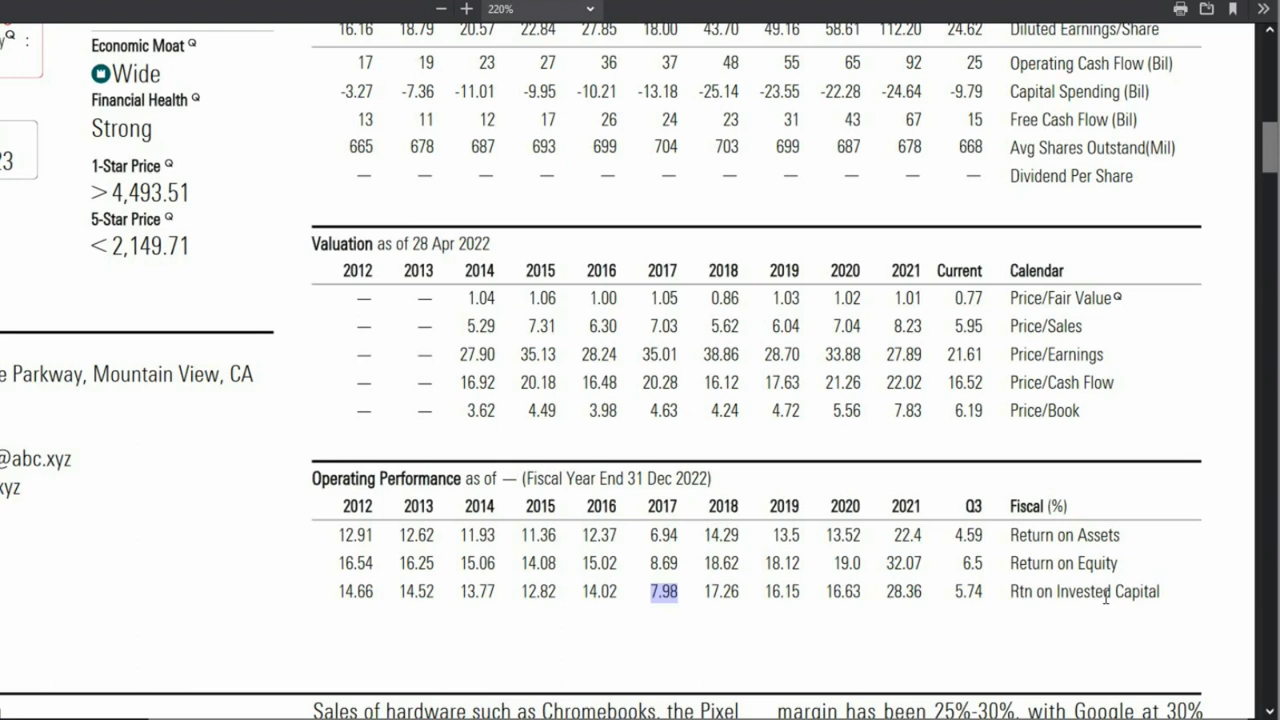 220%
y Q :
23
Economic Moat Q
Wide
Financial Health Q
Strong
1-Star Price Q
> 4,493.51
5-Star Price Q
< 2,149.71
e Parkway, Mountain View, CA
@abc.xyz
xyz
16.16 18.79 20.57 22.84 27.85 18.00 43.70 49.16 58.61 112.20 24.62 Diluted Earnings/Share
17 19 23 27 36 37 48 55 65 92 25 Operating Cash Flow (Bil)
-3.27 -7.36 -11.01 -9.95 -10.21 -13.18 -25.14 -23.55 -22.28 -24.64 -9.79 Capital Spending (Bil)
13 11 12 17 26 24 23 31 43 67 15 Free Cash Flow (Bil)
665 678 687 693 699 704 703 699 687 678 668 Avg Shares Outstand(Mil)
— — — — — — — — — — — Dividend Per Share
Valuation as of 28 Apr 2022
2012 2013 2014 2015 2016 2017 2018 2019 2020 2021 Current Calendar
— — 1.04 1.06 1.00 1.05 0.86 1.03 1.02 1.01 0.77 Price/Fair Value Q
— — 5.29 7.31 6.30 7.03 5.62 6.04 7.04 8.23 5.95 Price/Sales
— — 27.90 35.13 28.24 35.01 38.86 28.70 33.88 27.89 21.61 Price/Earnings
— — 16.92 20.18 16.48 20.28 16.12 17.63 21.26 22.02 16.52 Price/Cash Flow
— — 3.62 4.49 3.98 4.63 4.24 4.72 5.56 7.83 6.19 Price/Book
Operating Performance as of — (Fiscal Year End 31 Dec 2022)
2012 2013 2014 2015 2016 2017 2018 2019 2020 2021 Q3 Fiscal (%)
12.91 12.62 11.93 11.36 12.37 6.94 14.29 13.5 13.52 22.4 4.59 Return on Assets
16.54 16.25 15.06 14.08 15.02 8.69 18.62 18.12 19.0 32.07 6.5 Return on Equity
14.66 14.52 13.77 12.82 14.02 7.98 17.26 16.15 16.63 28.36 5.74 Rtn on Invested Capital
Sales of hardware such as Chromebooks, the Pixel
margin has been 25%-30%, with Google at 30%